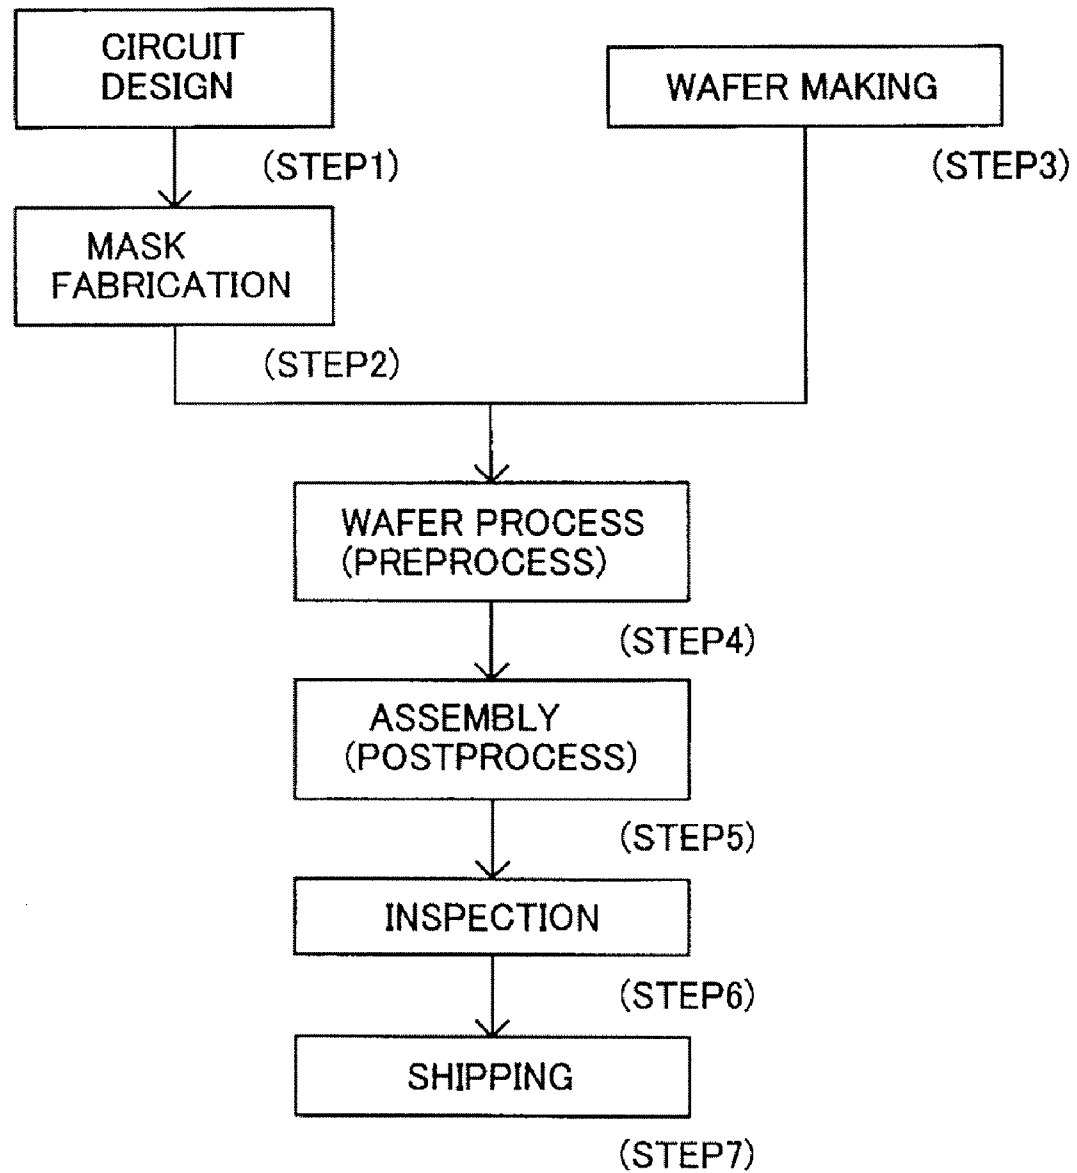 CIRCUIT
DESIGN
(STEP1)
WAFER MAKING
(STEP3)
MASK
FABRICATION
(STEP2)
WAFER PROCESS
(PREPROCESS)
(STEP4)
ASSEMBLY
(POSTPROCESS)
(STEP5)
INSPECTION
(STEP6)
SHIPPING
(STEP7)